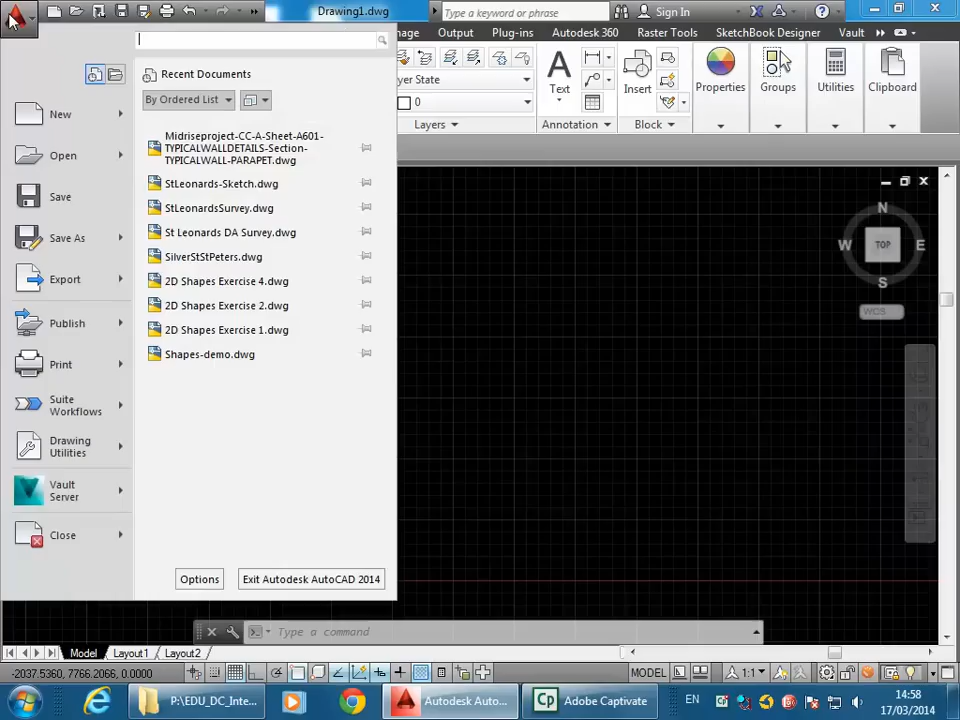 Drawing1.dwg
Type a keyword or phrase
Sign In
nage
Output
Plug-ins
Autodesk 360
Raster Tools
SketchBook Designer
Vault
Recent Documents
By Ordered List
New
Open
Save
Save As
Export
Publish
Print
Suite
Workflows
Drawing
Utilities
Vault
Server
Close
Midriseproject-CC-A-Sheet-A601-
TYPICALWALLDETAILS-Section-
TYPICALWALL-PARAPET.dwg
StLeonards-Sketch.dwg
StLeonardsSurvey.dwg
St Leonards DA Survey.dwg
SilverStStPeters.dwg
2D Shapes Exercise 4.dwg
2D Shapes Exercise 2.dwg
2D Shapes Exercise 1.dwg
Shapes-demo.dwg
Options
Exit Autodesk AutoCAD 2014
yer State
0
Layers
Text
Annotation
Insert
Block
Properties
Groups
Utilities
Clipboard
N
W
TOP
E
S
WCS
Type a command
Model
Layout1
Layout2
-2037.5360, 7766.2066, 0.0000
MODEL
1:1
P:\EDU_DC_Inte...
Autodesk Auto...
Adobe Captivate
EN
14:58
17/03/2014